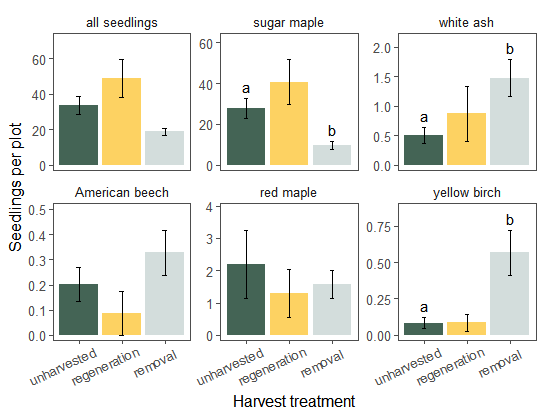 all seedlings
sugar maple
white ash
60
40
20
0
60
40
20
0
2.0
1.5
1.0
0.5
0.0
a
b
a
b
American beech
red maple
yellow birch
0.5
0.4
0.3
0.2
0.1
0.0
4
3
2
1
0
0.75
0.50
0.25
0.00
a
b
Seedlings per plot
unharvested
regeneration
removal
unharvested
regeneration
removal
unharvested
regeneration
removal
Harvest treatment